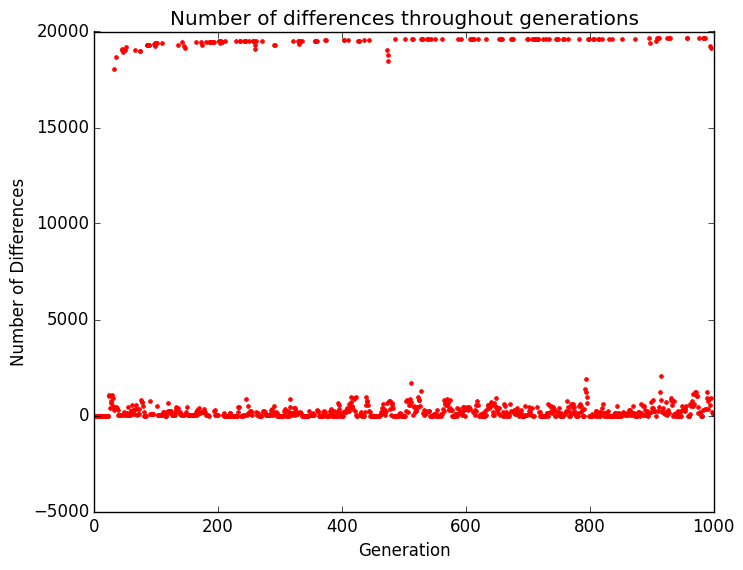 Number of differences throughout generations
20000
15000
10000
5000
0
−5000
Number of Differences
0 200 400 600 800 1000
Generation